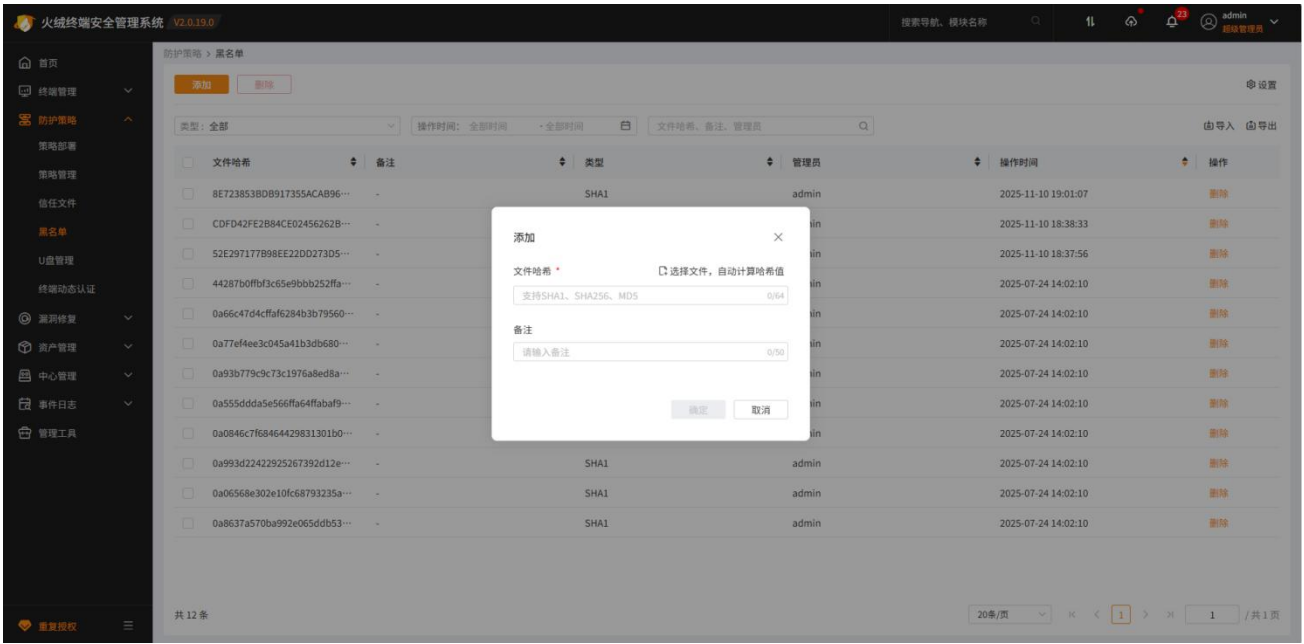 火绒终端安全管理系统 V2.0.19.0 搜索导航、模块名称 23 admin 超级管理员
首页
终端管理
防护策略
策略部署
策略管理
信任文件
黑名单
U盘管理
终端动态认证
漏洞修复
资产管理
中心管理
事件日志
管理工具
重复授权
防护策略 > 黑名单
添加 删除 设置
类型: 全部 操作时间: 全部时间 - 全部时间 文件哈希、备注、管理员 导入 导出
文件哈希 备注 类型 管理员 操作时间 操作
8E723853BDB917355ACAB96… - SHA1 admin 2025-11-10 19:01:07 删除
CDFD42FE2B84CE02456262B… - in 2025-11-10 18:38:33 删除
52E297177B98EE22DD273D5… - in 2025-11-10 18:37:56 删除
44287b0ffbf3c65e9bbb252ffa… - in 2025-07-24 14:02:10 删除
0a66c47d4cffaf6284b3b79560… - in 2025-07-24 14:02:10 删除
0a77ef4ee3c045a41b3db680… - in 2025-07-24 14:02:10 删除
0a93b779c9c73c1976a8ed8a… - in 2025-07-24 14:02:10 删除
0a555ddda5e566ffa64ffabaf9… - in 2025-07-24 14:02:10 删除
0a0846c7f68464429831301b0… - in 2025-07-24 14:02:10 删除
0a993d22422925267392d12e… - SHA1 admin 2025-07-24 14:02:10 删除
0a06568e302e10fc68793235a… - SHA1 admin 2025-07-24 14:02:10 删除
0a8637a570ba992e065ddb53… - SHA1 admin 2025-07-24 14:02:10 删除
添加
文件哈希 * 选择文件，自动计算哈希值
支持SHA1、SHA256、MD5 0/64
备注
请输入备注 0/50
确定 取消
共 12 条 20条/页 1 1 / 共 1 页